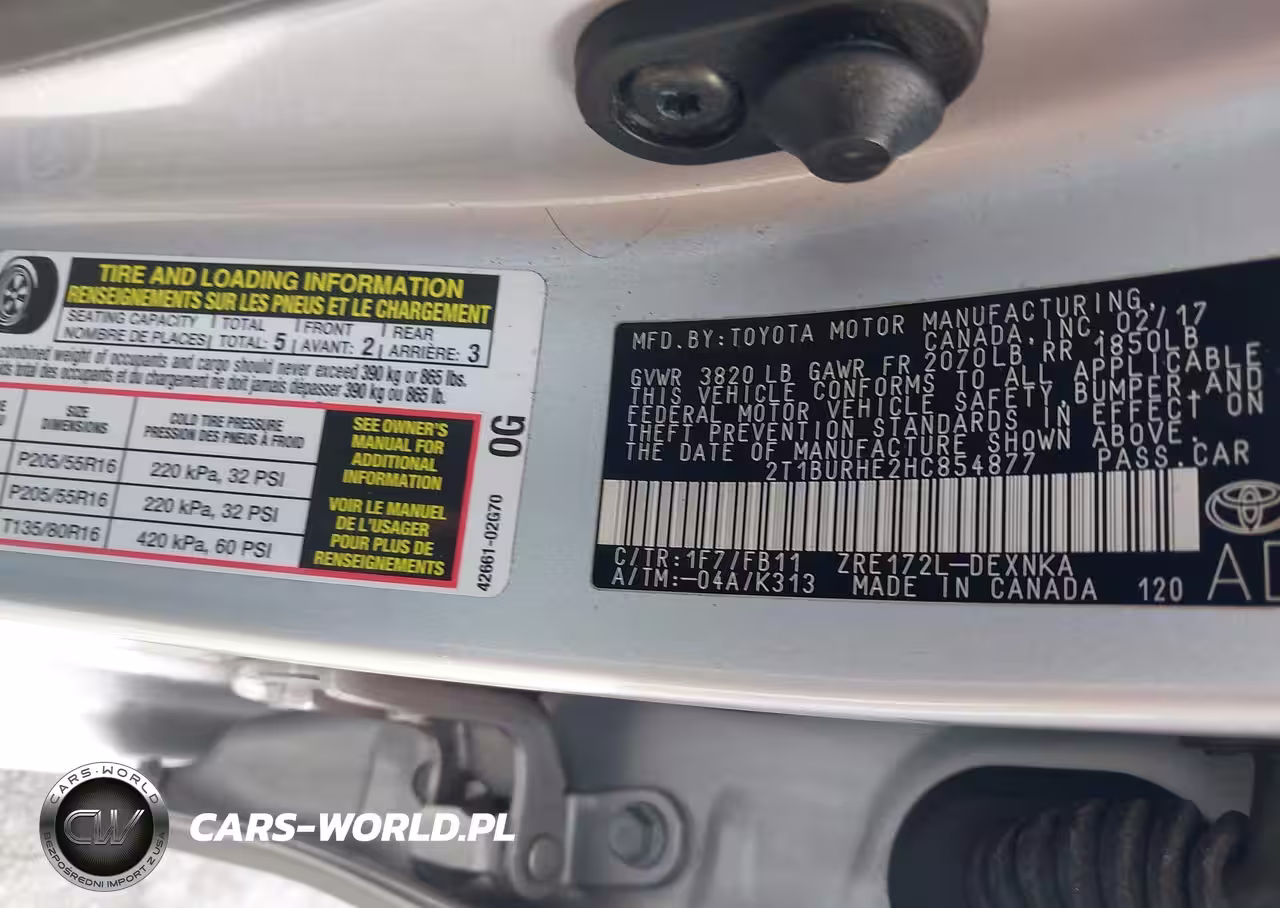 TIRE AND LOADING INFORMATION
RENSEIGNEMENTS SUR LES PNEUS ET LE CHARGEMENT
SEATING CAPACITY TOTAL FRONT REAR
NOMBRE DE PLACES TOTAL: 5 AVANT: 2 ARRIÈRE: 3
combined weight of occupants and cargo should never exceed 390 kg or 865 lbs.
total des occupants et du chargement ne doit jamais dépasser 390 kg ou 865 lb.
SIZE
DIMENSIONS
COLD TIRE PRESSURE
PRESSION DES PNEUS À FROID
P205/55R16 220 kPa, 32 PSI
P205/55R16 220 kPa, 32 PSI
T135/80R16 420 kPa, 60 PSI
SEE OWNER'S
MANUAL FOR
ADDITIONAL
INFORMATION
VOIR LE MANUEL
DE L'USAGER
POUR PLUS DE
RENSEIGNEMENTS
0G
42661-02G70
MFD.BY:TOYOTA MOTOR MANUFACTURING,
CANADA, INC. 02/17
GVWR 3820 LB GAWR FR 2070LB RR 1850LB
THIS VEHICLE CONFORMS TO ALL APPLICABLE
FEDERAL MOTOR VEHICLE SAFETY, BUMPER AND
THEFT PREVENTION STANDARDS IN EFFECT ON
THE DATE OF MANUFACTURE SHOWN ABOVE.
2T1BURHE2HC854877 PASS.CAR
C/TR:1F7/FB11 ZRE172L-DEXNKA
A/TM:-04A/K313 MADE IN CANADA 120
CARS-WORLD
CW
BEZPOŚREDNI IMPORT Z USA
CARS-WORLD.PL